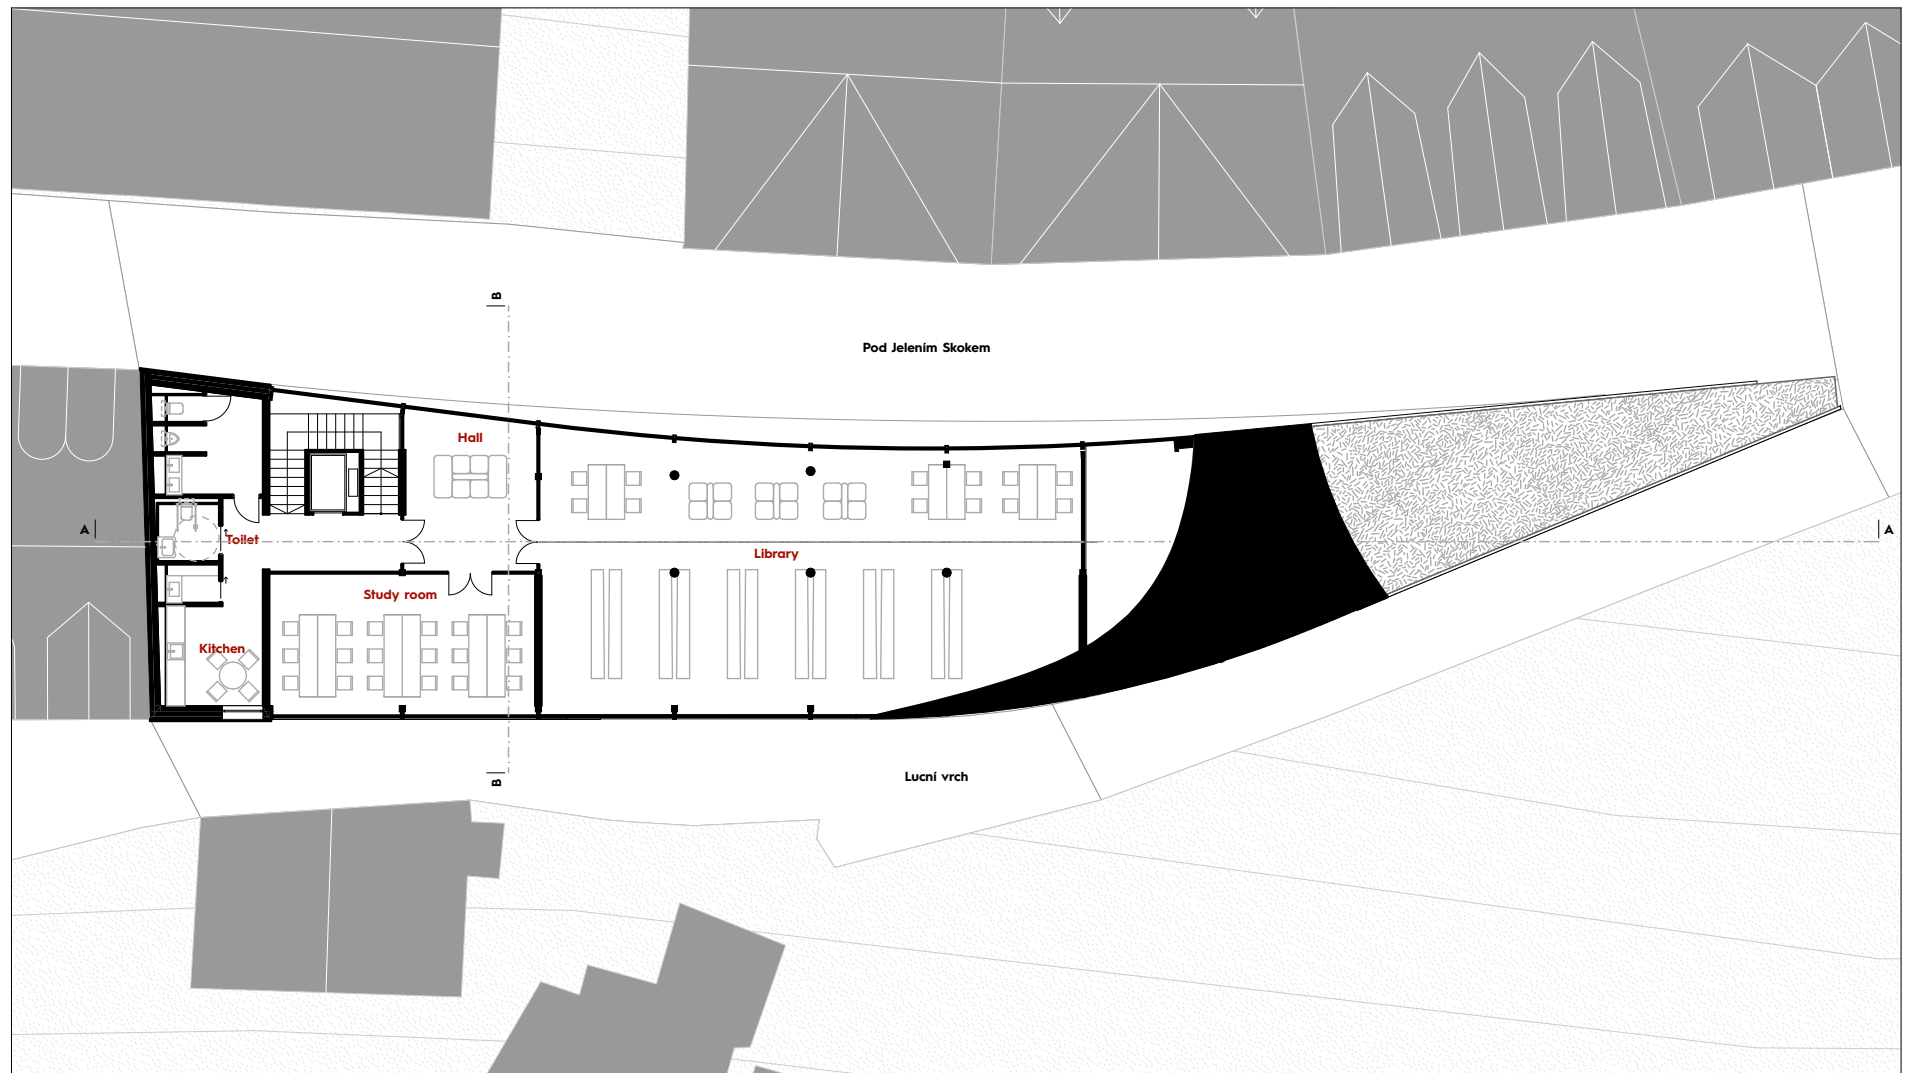 B
Pod Jelením Skokem
Hall
A
A
Toilet
Library
Study room
Kitchen
B
Lucní vrch